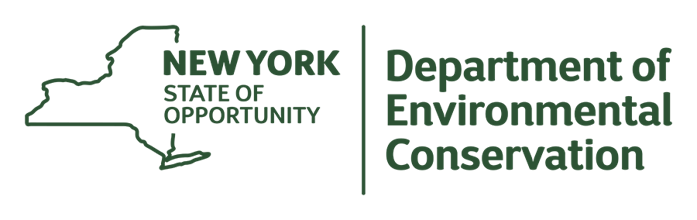 NEW YORK
STATE OF
OPPORTUNITY
Department of
Environmental
Conservation